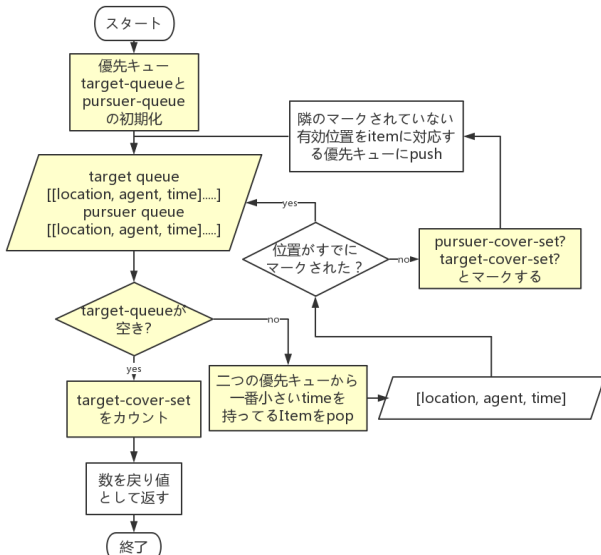 スタート
優先キュー
target-queueと
pursuer-queue
の初期化
隣のマークされていない
有効位置をitemに対応す
る優先キューにpush
target queue
[[location, agent, time].....]
pursuer queue
[[location, agent, time].....]
yes
位置がすでに
マークされた？
no
pursuer-cover-set?
target-cover-set?
とマークする
target-queueが
空き?
no
yes
二つの優先キューから
一番小さいtimeを
持ってるItemをpop
[location, agent, time]
target-cover-set
をカウント
数を戻り値
として返す
終了